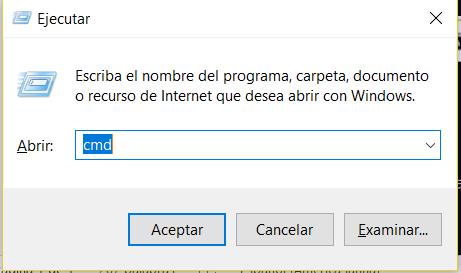 Ejecutar
Escriba el nombre del programa, carpeta, documento
o recurso de Internet que desea abrir con Windows.
Abrir: cmd
Aceptar Cancelar Examinar...